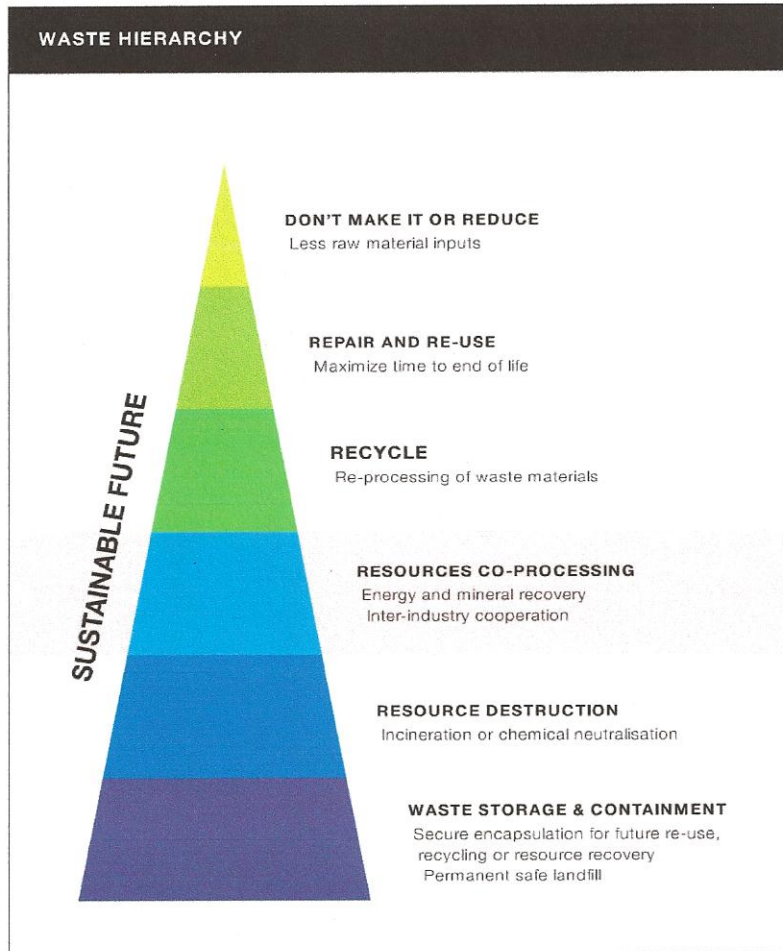 WASTE HIERARCHY
DON'T MAKE IT OR REDUCE
Less raw material inputs
REPAIR AND RE-USE
Maximize time to end of life
RECYCLE
Re-processing of waste materials
SUSTAINABLE FUTURE
RESOURCES CO-PROCESSING
Energy and mineral recovery
Inter-industry cooperation
RESOURCE DESTRUCTION
Incineration or chemical neutralisation
WASTE STORAGE & CONTAINMENT
Secure encapsulation for future re-use,
recycling or resource recovery
Permanent safe landfill